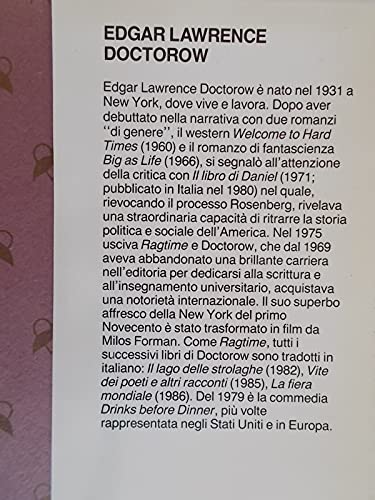 EDGAR LAWRENCE
DOCTOROW
Edgar Lawrence Doctorow è nato nel 1931 a
New York, dove vive e lavora. Dopo aver
debuttato nella narrativa con due romanzi
"di genere", il western Welcome to Hard
Times (1960) e il romanzo di fantascienza
Big as Life (1966), si segnalò all'attenzione
della critica con Il libro di Daniel (1971;
pubblicato in Italia nel 1980) nel quale,
rievocando il processo Rosenberg, rivelava
una straordinaria capacità di ritrarre la storia
politica e sociale dell'America. Nel 1975
usciva Ragtime e Doctorow, che dal 1969
aveva abbandonato una brillante carriera
nell'editoria per dedicarsi alla scrittura e
all'insegnamento universitario, acquistava
una notorietà internazionale. Il suo superbo
affresco della New York del primo
Novecento è stato trasformato in film da
Milos Forman. Come Ragtime, tutti i
successivi libri di Doctorow sono tradotti in
italiano: Il lago delle strolaghe (1982), Vite
dei poeti e altri racconti (1985), La fiera
mondiale (1986). Del 1979 è la commedia
Drinks before Dinner, più volte
rappresentata negli Stati Uniti e in Europa.